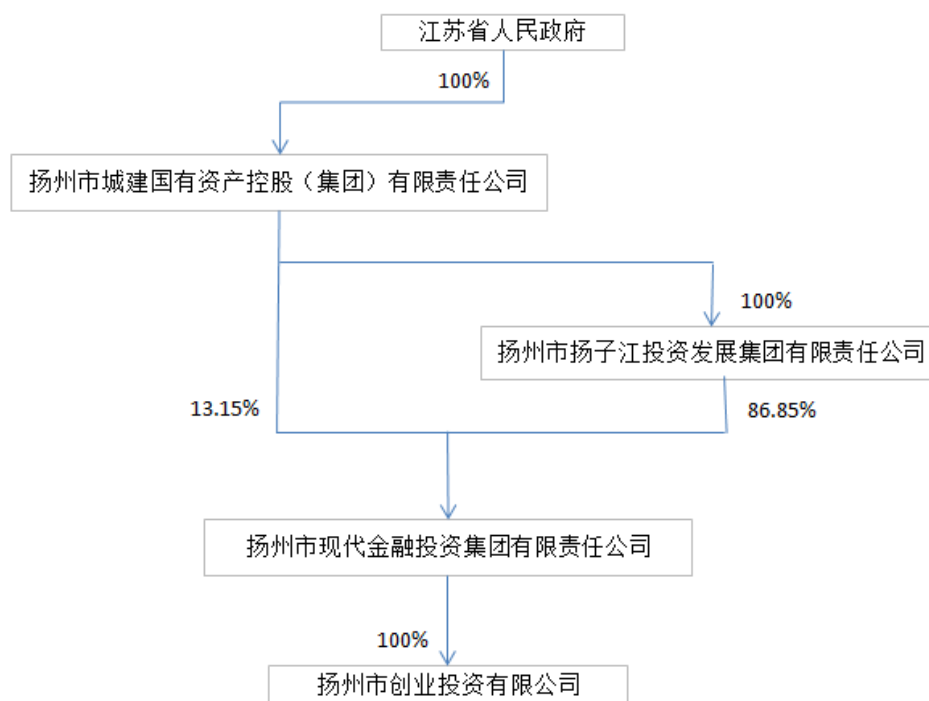 江苏省人民政府
100%
扬州市城建国有资产控股（集团）有限责任公司
100%
扬州市扬子江投资发展集团有限责任公司
13.15%
86.85%
扬州市现代金融投资集团有限责任公司
100%
扬州市创业投资有限公司